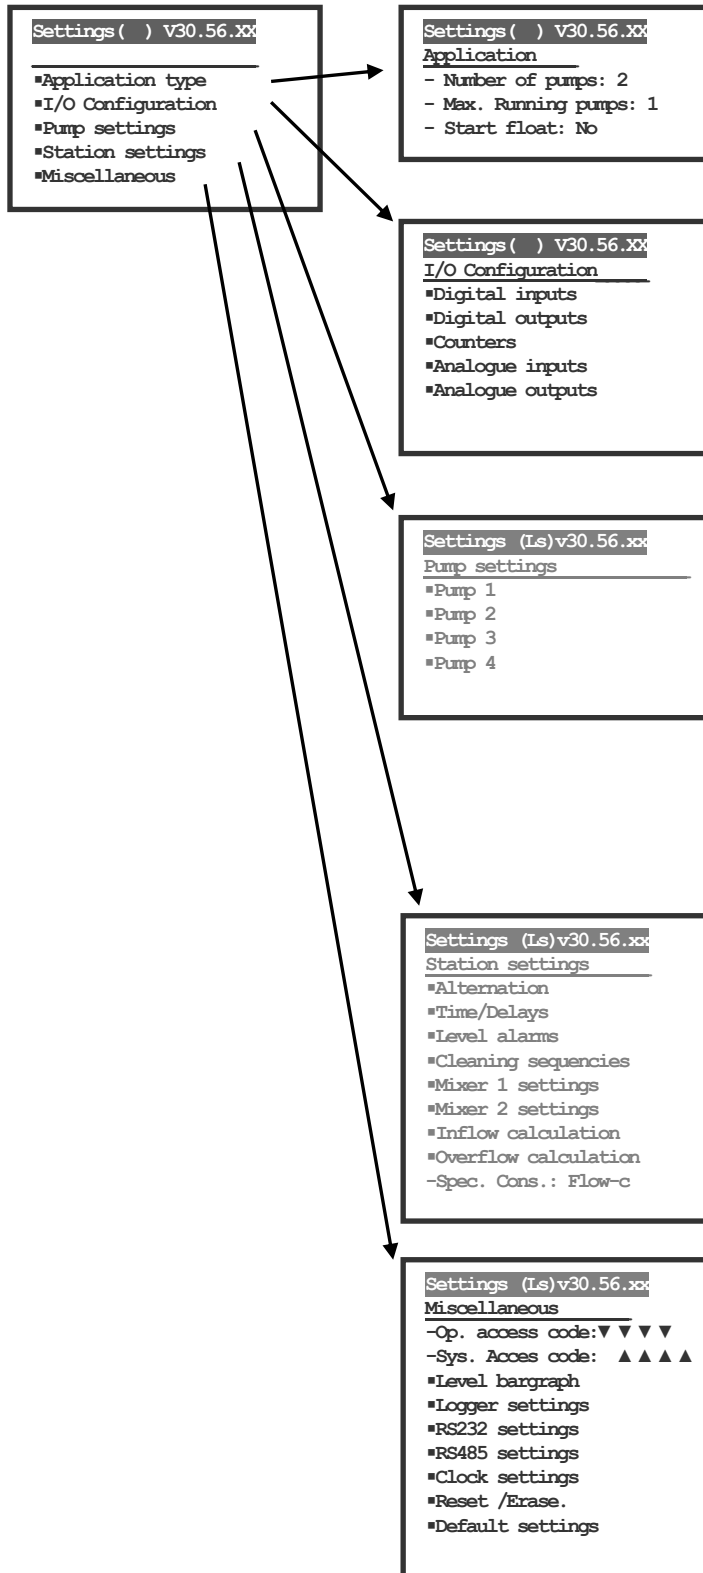 Settings( ) V30.56.XX
▪Application type
▪I/O Configuration
▪Pump settings
▪Station settings
▪Miscellaneous
Settings( ) V30.56.XX
Application
- Number of pumps: 2
- Max. Running pumps: 1
- Start float: No
Settings( ) V30.56.XX
I/O Configuration
▪Digital inputs
▪Digital outputs
▪Counters
▪Analogue inputs
▪Analogue outputs
Settings (Ls)v30.56.xx
Pump settings
▪Pump 1
▪Pump 2
▪Pump 3
▪Pump 4
Settings (Ls)v30.56.xx
Station settings
▪Alternation
▪Time/Delays
▪Level alarms
▪Cleaning sequencies
▪Mixer 1 settings
▪Mixer 2 settings
▪Inflow calculation
▪Overflow calculation
-Spec. Cons.: Flow-c
Settings (Ls)v30.56.xx
Miscellaneous
-Op. access code:▼ ▼ ▼ ▼
-Sys. Acces code: ▲ ▲ ▲ ▲
▪Level bargraph
▪Logger settings
▪RS232 settings
▪RS485 settings
▪Clock settings
▪Reset /Erase.
▪Default settings